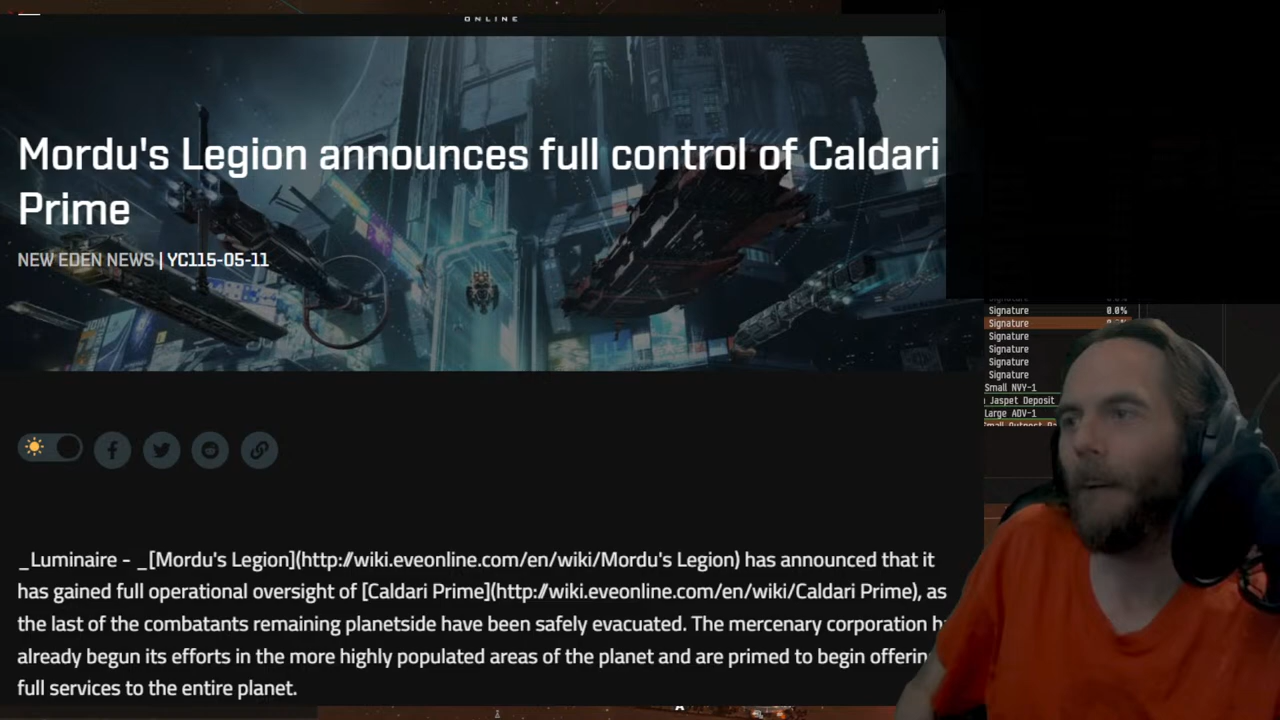 ONLINE
Mordu's Legion announces full control of Caldari
Prime
NEW EDEN NEWS | YC115-05-11
Signature
Signature 0.0%
Signature
Signature
Signature
Signature
Signature
Small NVY-1
Jaspet Deposit
Large ADV-1
Small Outpost
_Luminaire - _[Mordu's Legion](http://wiki.eveonline.com/en/wiki/Mordu's Legion) has announced that it
has gained full operational oversight of [Caldari Prime](http://wiki.eveonline.com/en/wiki/Caldari Prime), as
the last of the combatants remaining planetside have been safely evacuated. The mercenary corporation
already begun its efforts in the more highly populated areas of the planet and are primed to begin
full services to the entire planet.